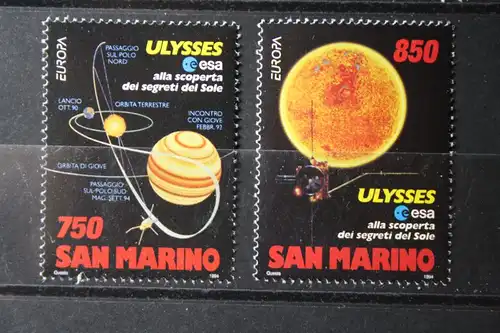 EUROPA
ULYSSES
esa
alla scoperta
dei segreti del Sole
PASSAGGIO
SUL POLO
NORD
LANCIO
OTT. 90
ORBITA TERRESTRE
INCONTRO
CON GIOVE
FEBBR. 92
ORBITA DI GIOVE
PASSAGGIO
SUL POLO SUD
MAG. SETT. 94
750
SAN MARINO
Guests 1994
EUROPA
850
ULYSSES
esa
alla scoperta
dei segreti del Sole
SAN MARINO
Guests 1994